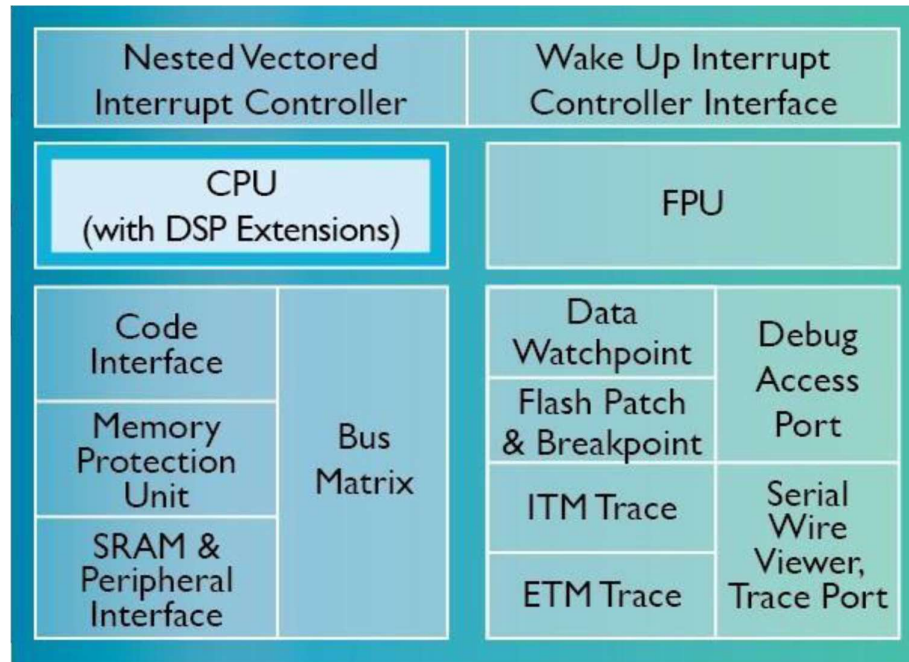 Nested Vectored
Interrupt Controller
Wake Up Interrupt
Controller Interface
CPU
(with DSP Extensions)
FPU
Code
Interface
Memory
Protection
Unit
SRAM &
Peripheral
Interface
Bus
Matrix
Data
Watchpoint
Flash Patch
& Breakpoint
ITM Trace
ETM Trace
Debug
Access
Port
Serial
Wire
Viewer,
Trace Port